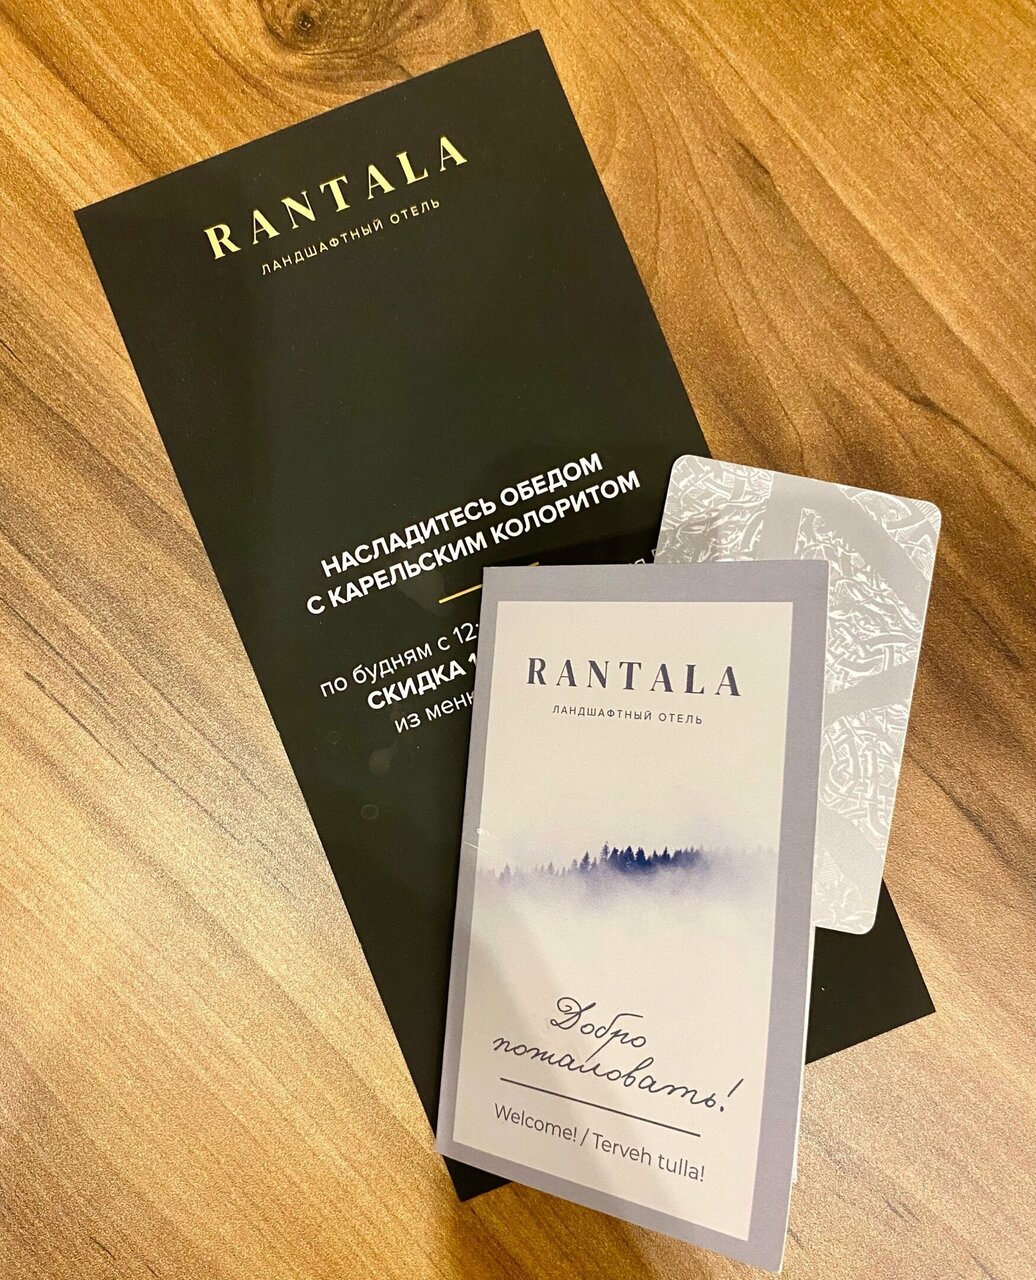 RANTALA
ЛАНДШАФТНЫЙ ОТЕЛЬ
НАСЛАДИТЕСЬ ОБЕДОМ
С КАРЕЛЬСКИМ КОЛОРИТОМ
по будням с 12:
СКИДКА
из
RANTALA
ЛАНДШАФТНЫЙ ОТЕЛЬ
Добро
пожаловать!
Welcome! / Terveh tulla!